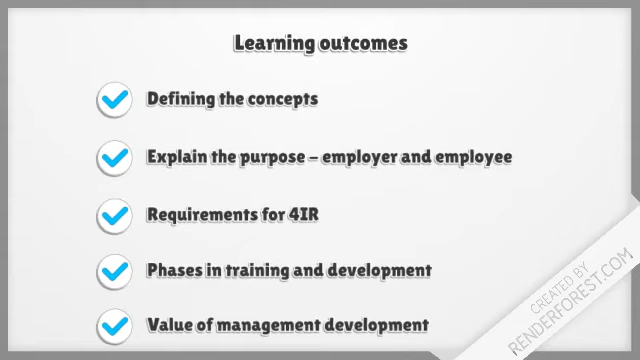 Learning outcomes
Defining the concepts
Explain the purpose – employer and employee
Requirements for 4IR
Phases in training and development
Value of management development
CREATED BY
RENDERFOREST.COM